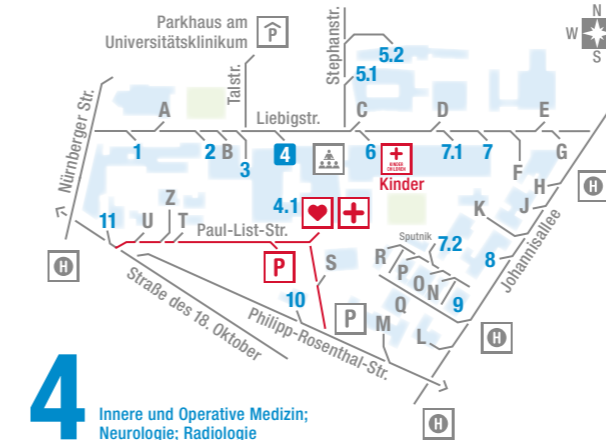 Parkhaus am
Universitätsklinikum
P
Stephanstr.
5.2
5.1
N
W
S
Talstr.
Nürnberger Str.
A
Liebigstr.
C
D
E
1
2
B
3
4
6
KINDER
CHILDREN
Kinder
7.1
7
F
G
H
H
J
K
Johannisallee
4.1
Z
11
U
T
Paul-List-Str.
H
P
S
Sputnik
7.2
R
P
O
N
9
8
Q
10
P
M
L
H
H
Straße des 18. Oktober
Philipp-Rosenthal-Str.
4
Innere und Operative Medizin;
Neurologie; Radiologie